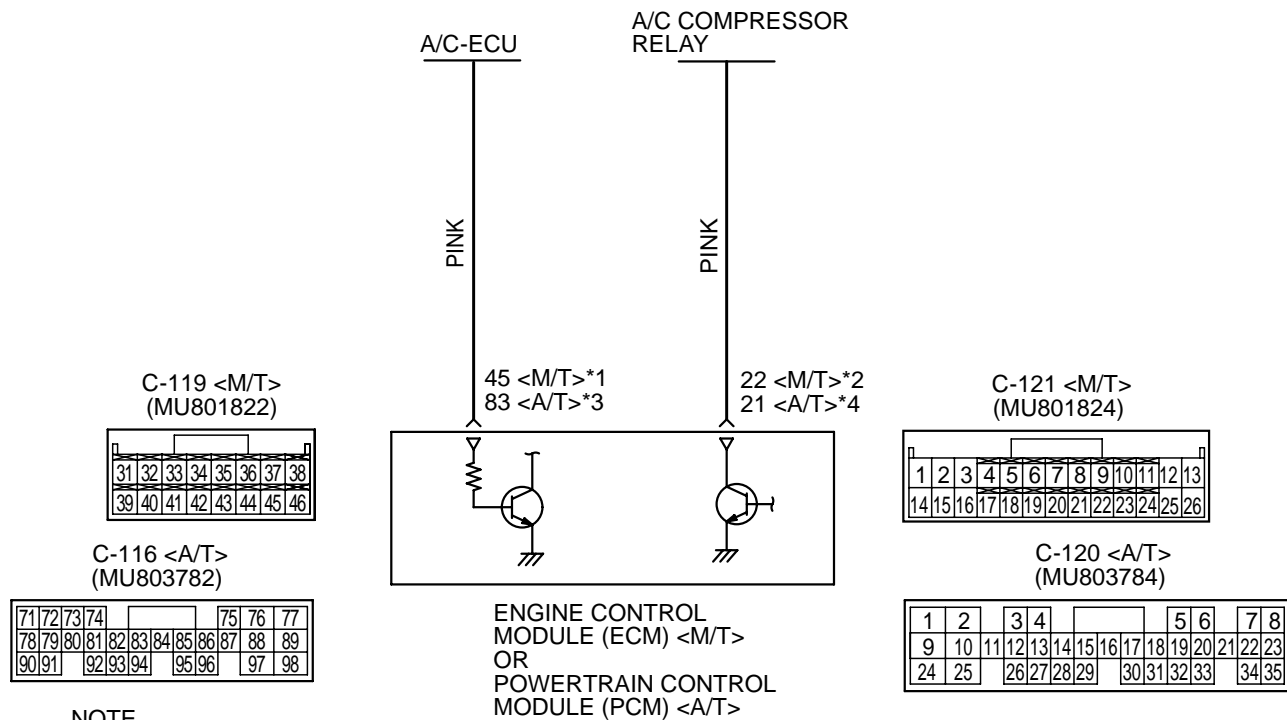 A/C-ECU
A/C COMPRESSOR
RELAY
PINK
PINK
45 <M/T>*1
83 <A/T>*3
22 <M/T>*2
21 <A/T>*4
C-119 <M/T>
(MU801822)
31 32 33 34 35 36 37 38
39 40 41 42 43 44 45 46
C-116 <A/T>
(MU803782)
71 72 73 74 75 76 77
78 79 80 81 82 83 84 85 86 87 88 89
90 91 92 93 94 95 96 97 98
NOTE
ENGINE CONTROL
MODULE (ECM) <M/T>
OR
POWERTRAIN CONTROL
MODULE (PCM) <A/T>
C-121 <M/T>
(MU801824)
1 2 3 4 5 6 7 8 9 10 11 12 13
14 15 16 17 18 19 20 21 22 23 24 25 26
C-120 <A/T>
(MU803784)
1 2 3 4 5 6 7 8
9 10 11 12 13 14 15 16 17 18 19 20 21 22 23
24 25 26 27 28 29 30 31 32 33 34 35